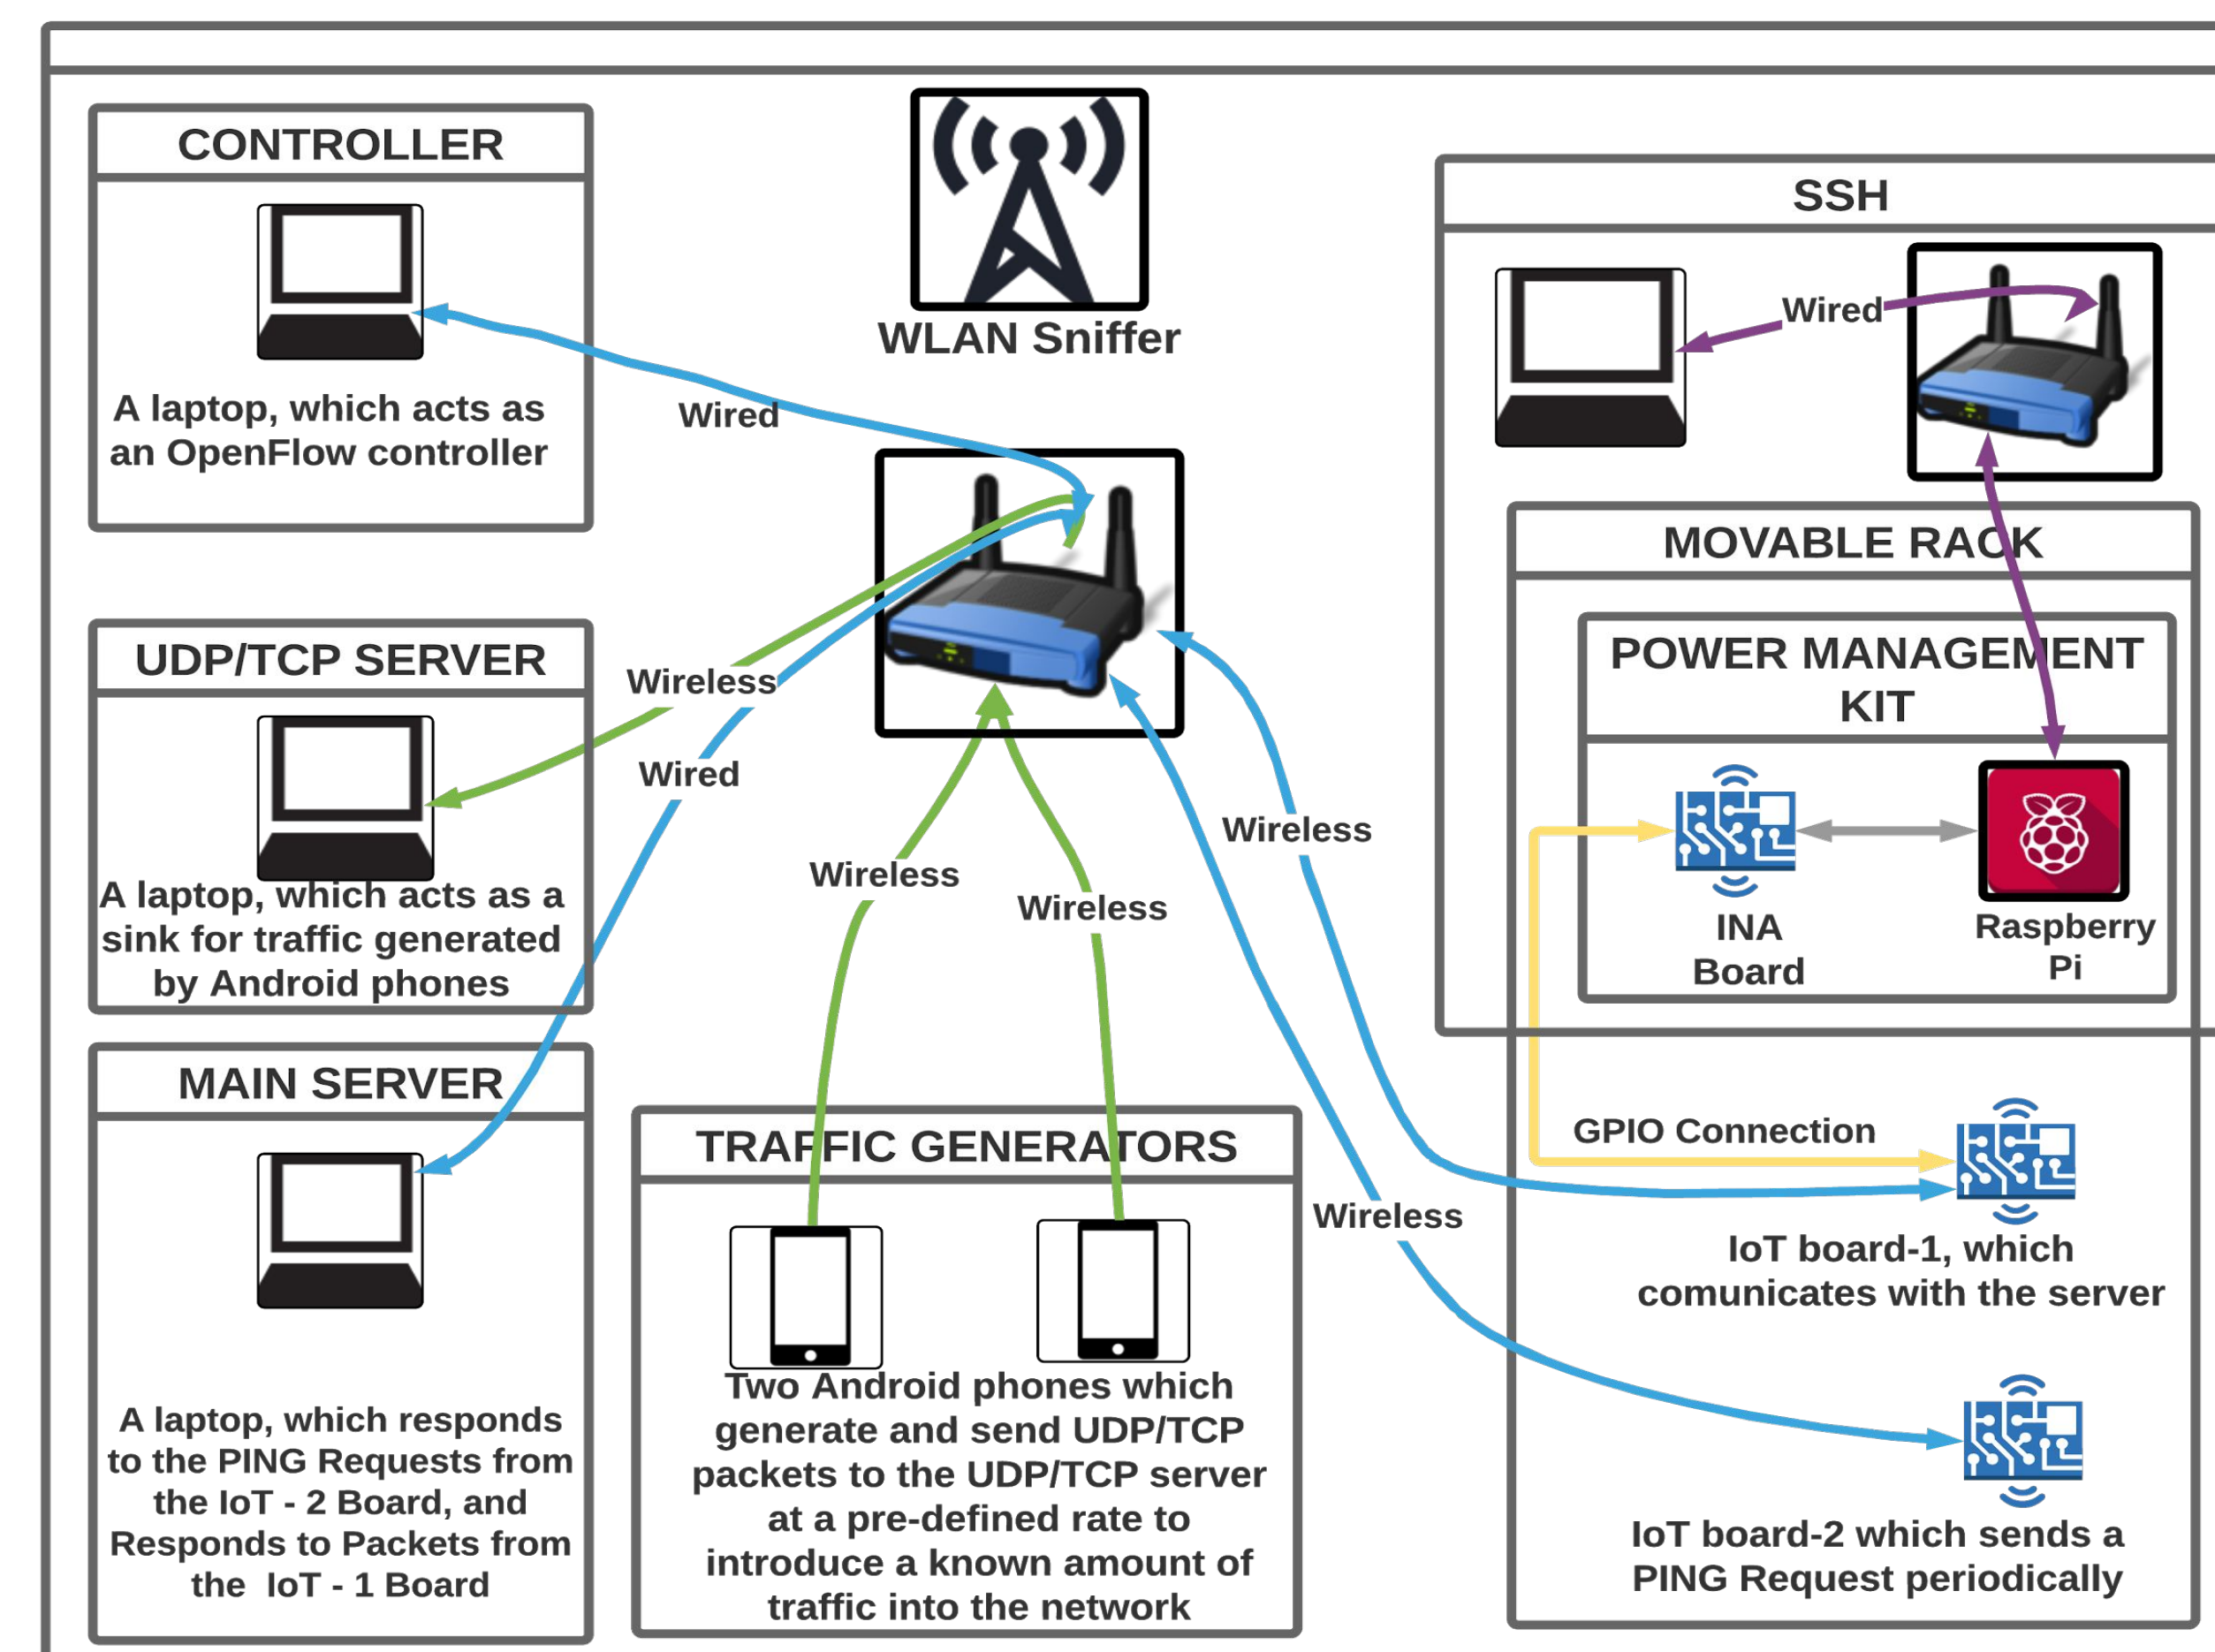 CONTROLLER
A laptop, which acts as
an OpenFlow controller
WLAN Sniffer
Wired
SSH
Wired
MOVABLE RACK
POWER MANAGEMENT
KIT
INA
Board
Raspberry
Pi
UDP/TCP SERVER
A laptop, which acts as a
sink for traffic generated
by Android phones
Wireless
Wired
Wireless
Wireless
Wireless
Wireless
MAIN SERVER
A laptop, which responds
to the PING Requests from
the IoT - 2 Board, and
Responds to Packets from
the IoT - 1 Board
TRAFFIC GENERATORS
Two Android phones which
generate and send UDP/TCP
packets to the UDP/TCP server
at a pre-defined rate to
introduce a known amount of
traffic into the network
GPIO Connection
IoT board-1, which
comunicates with the server
IoT board-2 which sends a
PING Request periodically